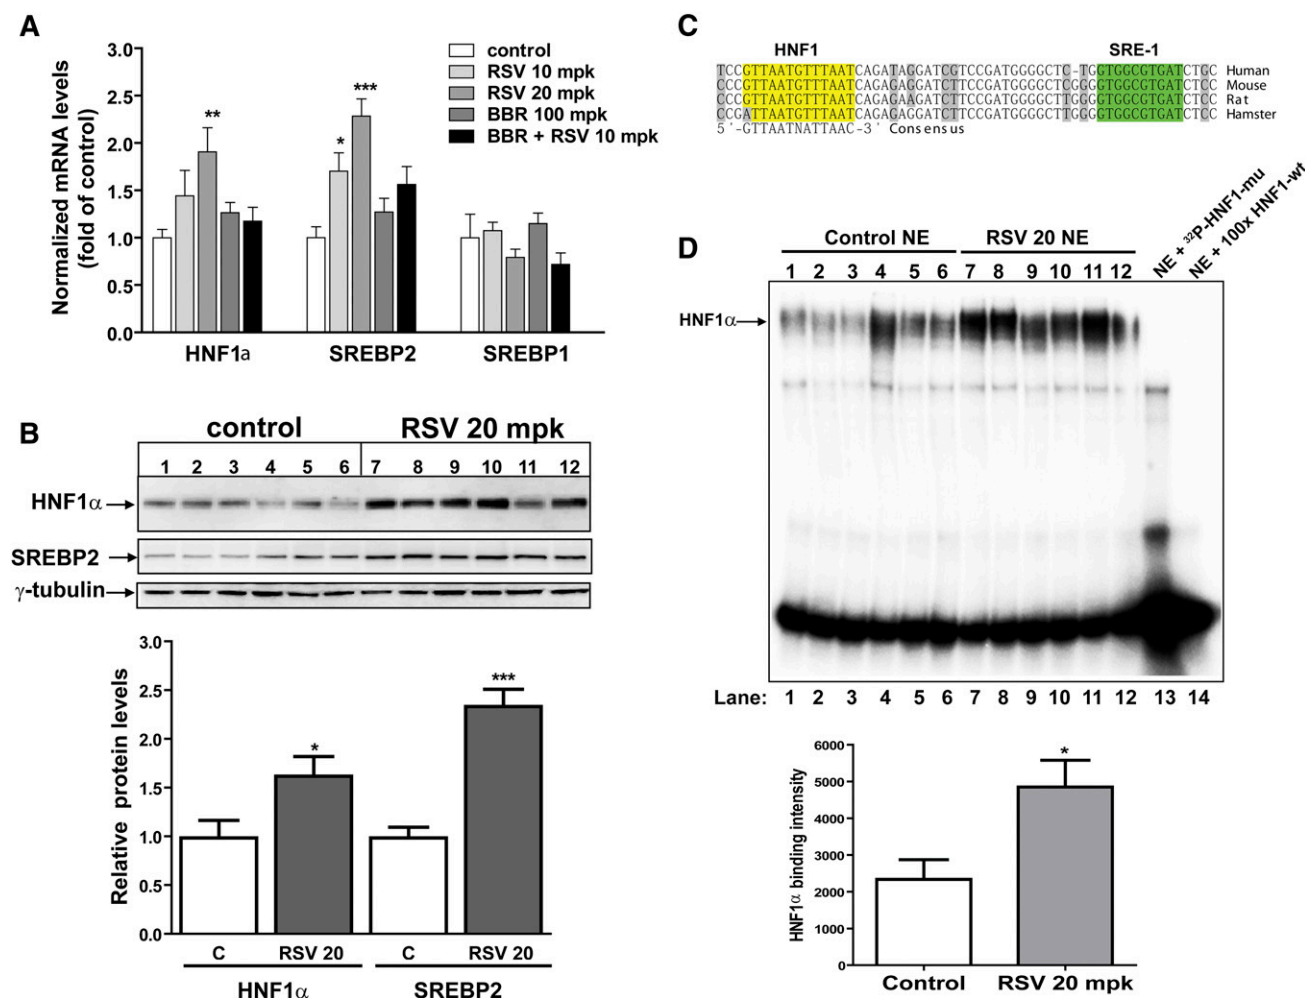 A
Normalized mRNA levels
(fold of control)
3.0
2.5
2.0
1.5
1.0
0.5
0.0
**
*
***
control
RSV 10 mpk
RSV 20 mpk
BBR 100 mpk
BBR + RSV 10 mpk
HNF1a SREBP2 SREBP1
B
control RSV 20 mpk
1 2 3 4 5 6 7 8 9 10 11 12
HNF1α
SREBP2
γ-tubulin
Relative protein levels
3.0
2.5
2.0
1.5
1.0
0.5
0.0
*
***
C RSV 20 C RSV 20
HNF1α SREBP2
C
HNF1 SRE-1
TCCGTTAATGTTTAATCAGATAGGATCGTCCGATGGGGCTC-TGGTGGCGTGATCTGCC Human
CCCGTTAATGTTTAATCAGAGAGGATCTTCCGATGGGGCTCTGGTGGCGTGATCTCCC Mouse
CCCGTTAATGTTTAATCAGAGAAGATCTTCCGATGGGGCTTGGGGTGGCGTGATCTCCC Rat
CCGATTAATGTTTAATCAGAGAGGATCTTCCGATGGGGCTTGGGGTGGCGTGATCTCCC Hamster
5'-GTTAATNATTAAC-3' Consensus
D
Control NE RSV 20 NE
NE + ³²P-HNF1-mu
NE + 100x HNF1-wt
1 2 3 4 5 6 7 8 9 10 11 12
HNF1α
Lane: 1 2 3 4 5 6 7 8 9 10 11 12 13 14
HNF1α binding intensity
6000
5000
4000
3000
2000
1000
0
*
Control RSV 20 mpk